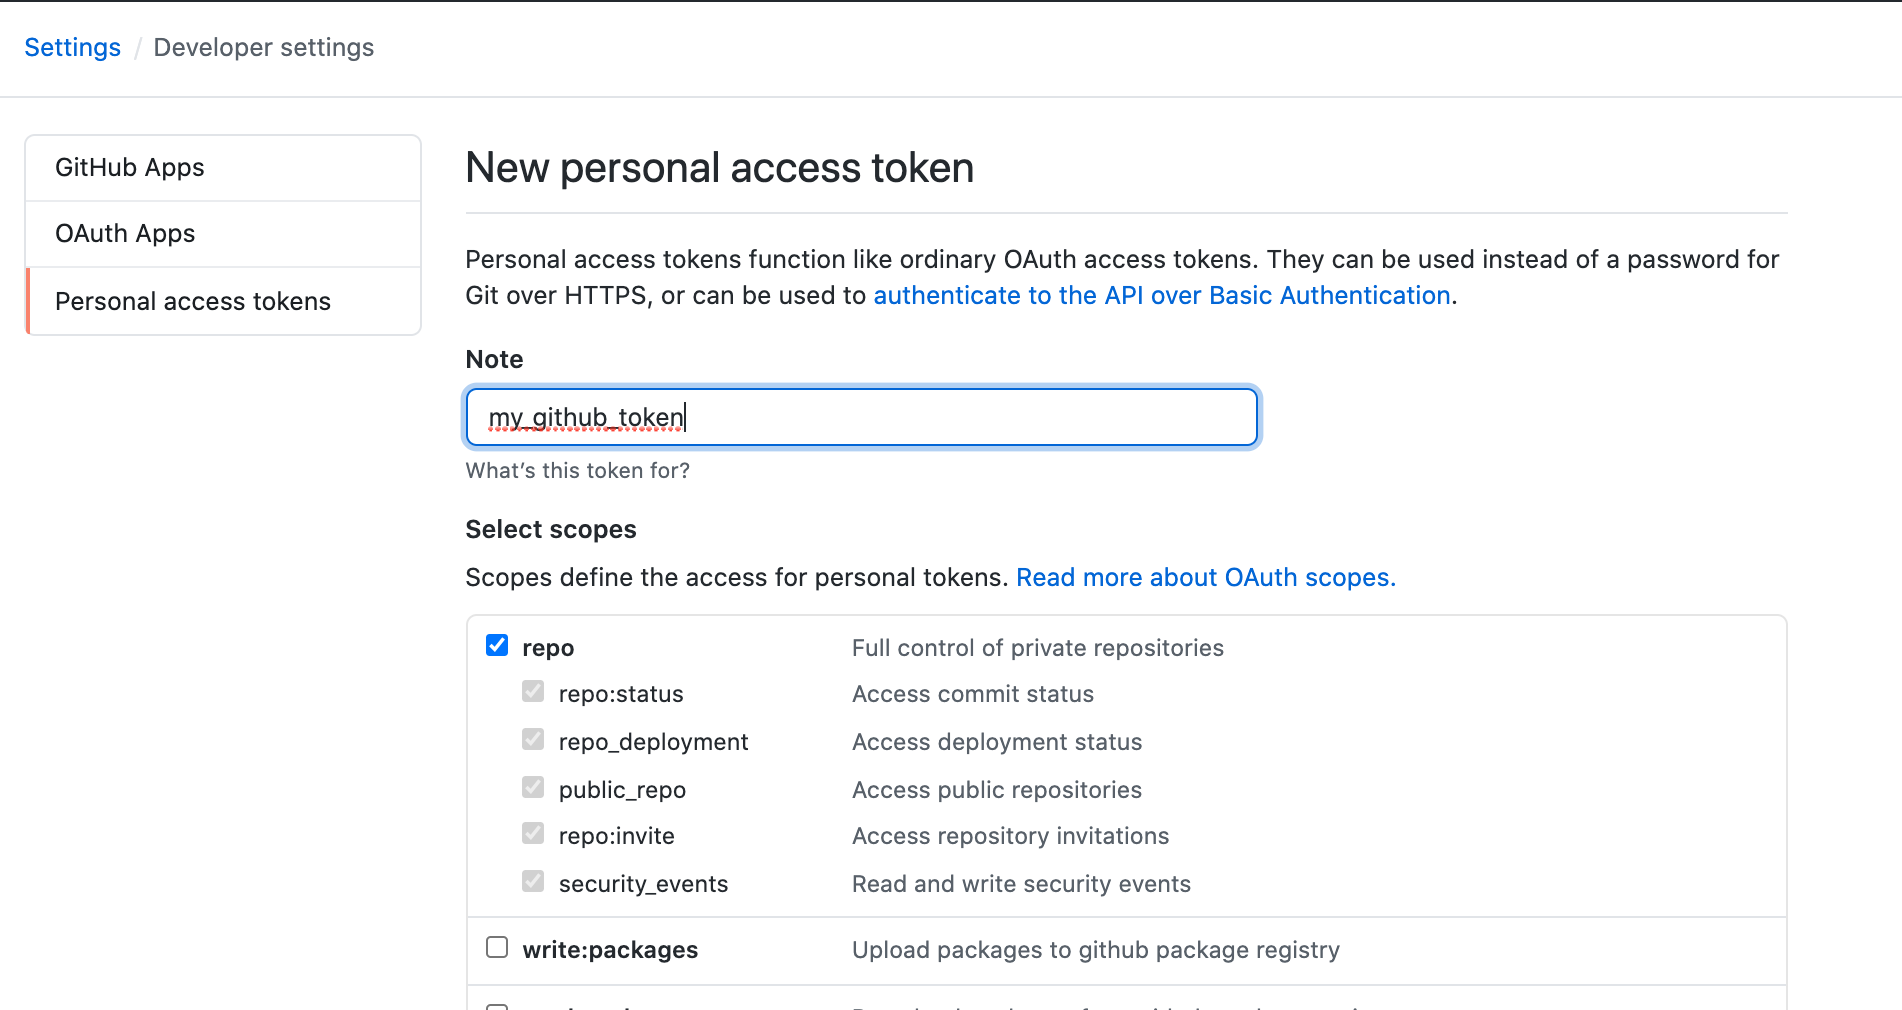 Settings / Developer settings
GitHub Apps
OAuth Apps
Personal access tokens
New personal access token
Personal access tokens function like ordinary OAuth access tokens. They can be used instead of a password for
Git over HTTPS, or can be used to authenticate to the API over Basic Authentication.
Note
my_github_token
What's this token for?
Select scopes
Scopes define the access for personal tokens. Read more about OAuth scopes.
repo Full control of private repositories
repo:status Access commit status
repo_deployment Access deployment status
public_repo Access public repositories
repo:invite Access repository invitations
security_events Read and write security events
write:packages Upload packages to github package registry